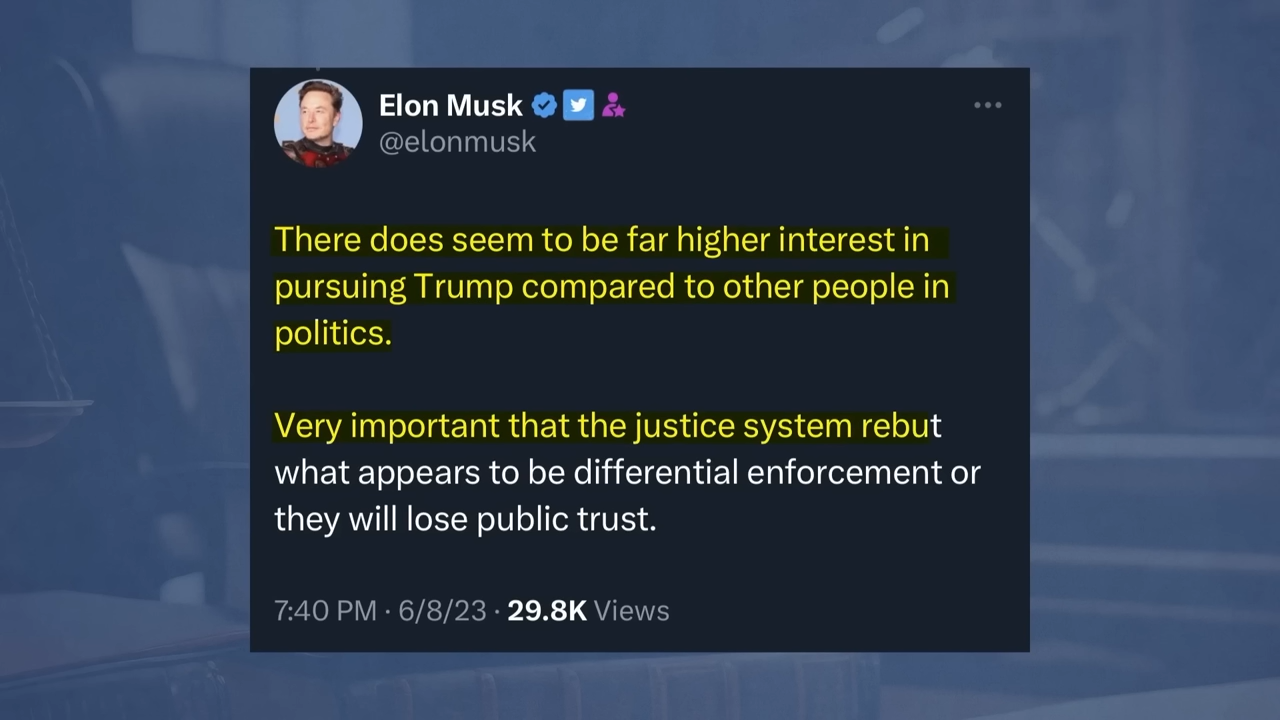 Elon Musk
@elonmusk
There does seem to be far higher interest in
pursuing Trump compared to other people in
politics.
Very important that the justice system rebut
what appears to be differential enforcement or
they will lose public trust.
7:40 PM · 6/8/23 · 29.8K Views